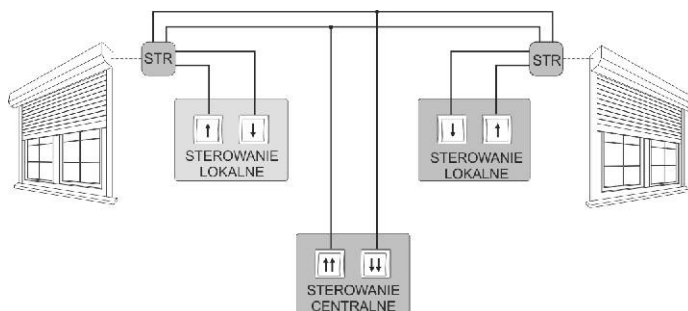 STR
STR
STEROWANIE
LOKALNE
STEROWANIE
LOKALNE
STEROWANIE
CENTRALNE